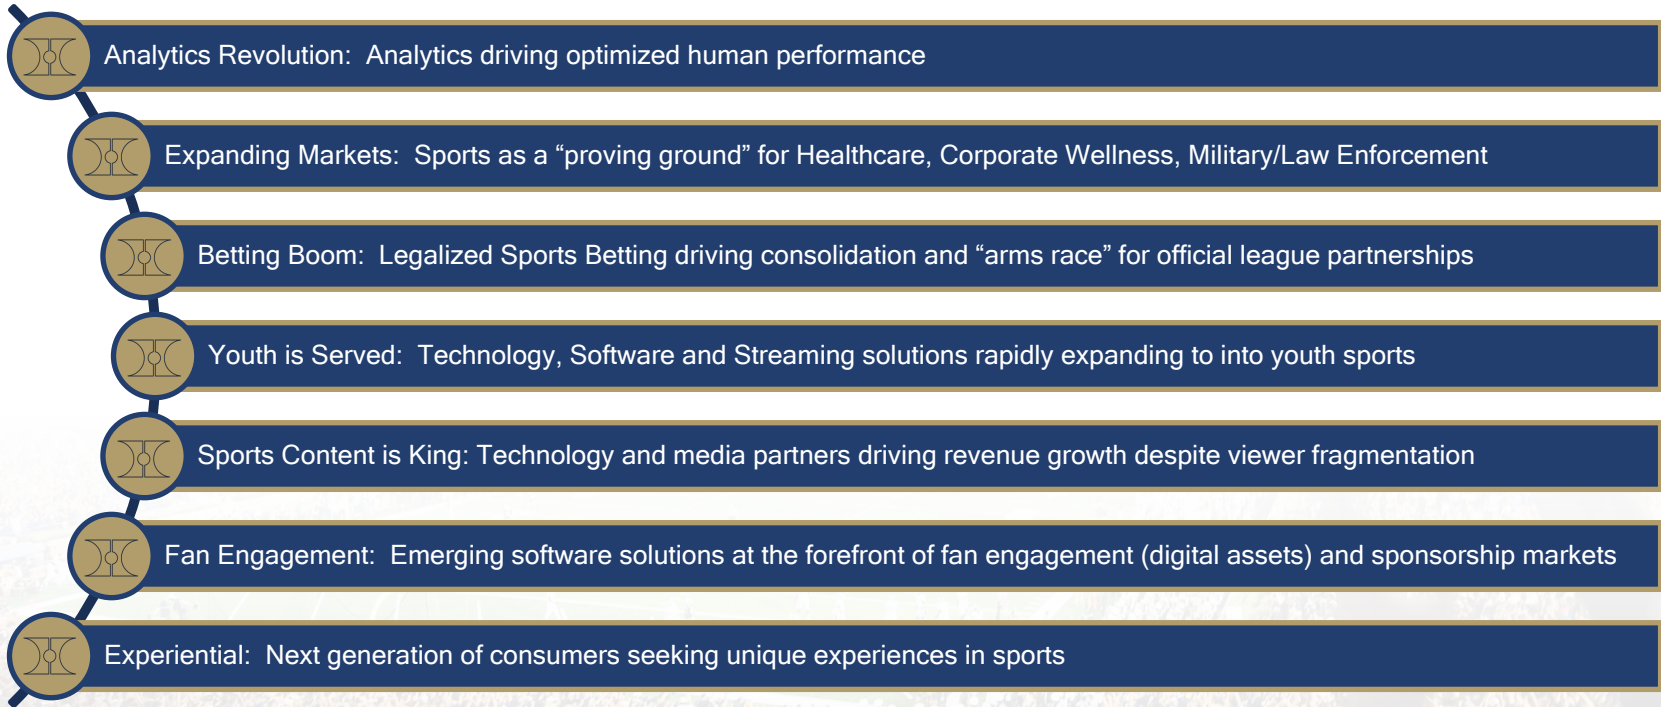 Analytics Revolution:  Analytics driving optimized human performance
Expanding Markets:  Sports as a “proving ground” for Healthcare, Corporate Wellness, Military/Law Enforcement
Betting Boom:  Legalized Sports Betting driving consolidation and “arms race” for official league partnerships
Youth is Served:  Technology, Software and Streaming solutions rapidly expanding to into youth sports
Sports Content is King: Technology and media partners driving revenue growth despite viewer fragmentation
Fan Engagement:  Emerging software solutions at the forefront of fan engagement (digital assets) and sponsorship markets
Experiential:  Next generation of consumers seeking unique experiences in sports